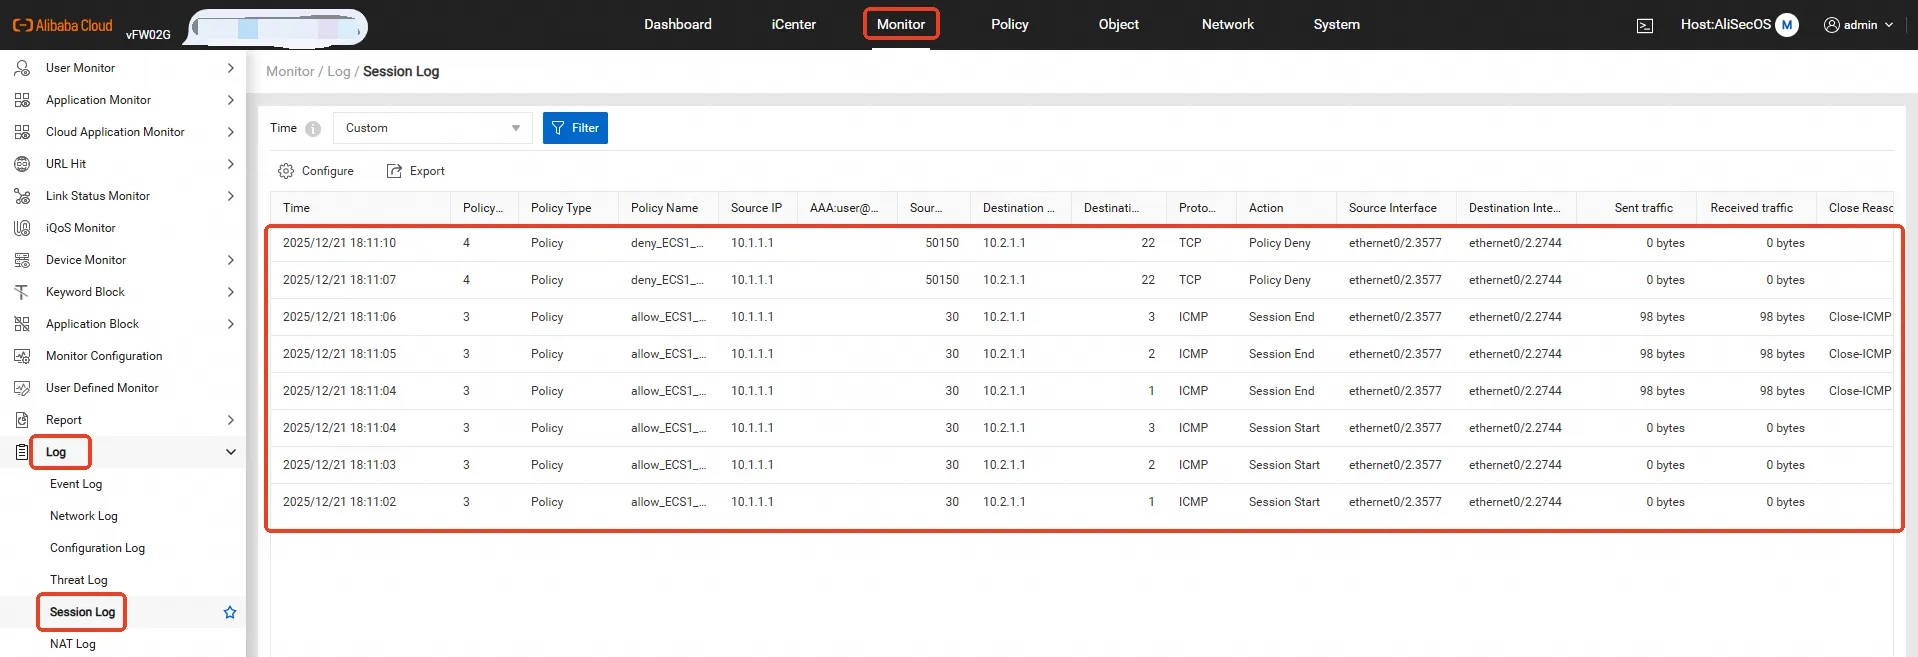 Alibaba Cloud vFW02G Dashboard iCenter Monitor Policy Object Network System Host:AliSecOS M admin
User Monitor
Application Monitor
Cloud Application Monitor
URL Hit
Link Status Monitor
iQoS Monitor
Device Monitor
Keyword Block
Application Block
Monitor Configuration
User Defined Monitor
Report
Log
Event Log
Network Log
Configuration Log
Threat Log
Session Log
NAT Log
Monitor / Log / Session Log
Time Custom Filter
Configure Export
Time Policy... Policy Type Policy Name Source IP AAA:user@... Sour... Destination ... Destinati... Proto... Action Source Interface Destination Inte... Sent traffic Received traffic Close Reasc
2025/12/21 18:11:10 4 Policy deny_ECS1_... 10.1.1.1 50150 10.2.1.1 22 TCP Policy Deny ethernet0/2.3577 ethernet0/2.2744 0 bytes 0 bytes
2025/12/21 18:11:07 4 Policy deny_ECS1_... 10.1.1.1 50150 10.2.1.1 22 TCP Policy Deny ethernet0/2.3577 ethernet0/2.2744 0 bytes 0 bytes
2025/12/21 18:11:06 3 Policy allow_ECS1_... 10.1.1.1 30 10.2.1.1 3 ICMP Session End ethernet0/2.3577 ethernet0/2.2744 98 bytes 98 bytes Close-ICMP
2025/12/21 18:11:05 3 Policy allow_ECS1_... 10.1.1.1 30 10.2.1.1 2 ICMP Session End ethernet0/2.3577 ethernet0/2.2744 98 bytes 98 bytes Close-ICMP
2025/12/21 18:11:04 3 Policy allow_ECS1_... 10.1.1.1 30 10.2.1.1 1 ICMP Session End ethernet0/2.3577 ethernet0/2.2744 98 bytes 98 bytes Close-ICMP
2025/12/21 18:11:04 3 Policy allow_ECS1_... 10.1.1.1 30 10.2.1.1 3 ICMP Session Start ethernet0/2.3577 ethernet0/2.2744 0 bytes 0 bytes
2025/12/21 18:11:03 3 Policy allow_ECS1_... 10.1.1.1 30 10.2.1.1 2 ICMP Session Start ethernet0/2.3577 ethernet0/2.2744 0 bytes 0 bytes
2025/12/21 18:11:02 3 Policy allow_ECS1_... 10.1.1.1 30 10.2.1.1 1 ICMP Session Start ethernet0/2.3577 ethernet0/2.2744 0 bytes 0 bytes